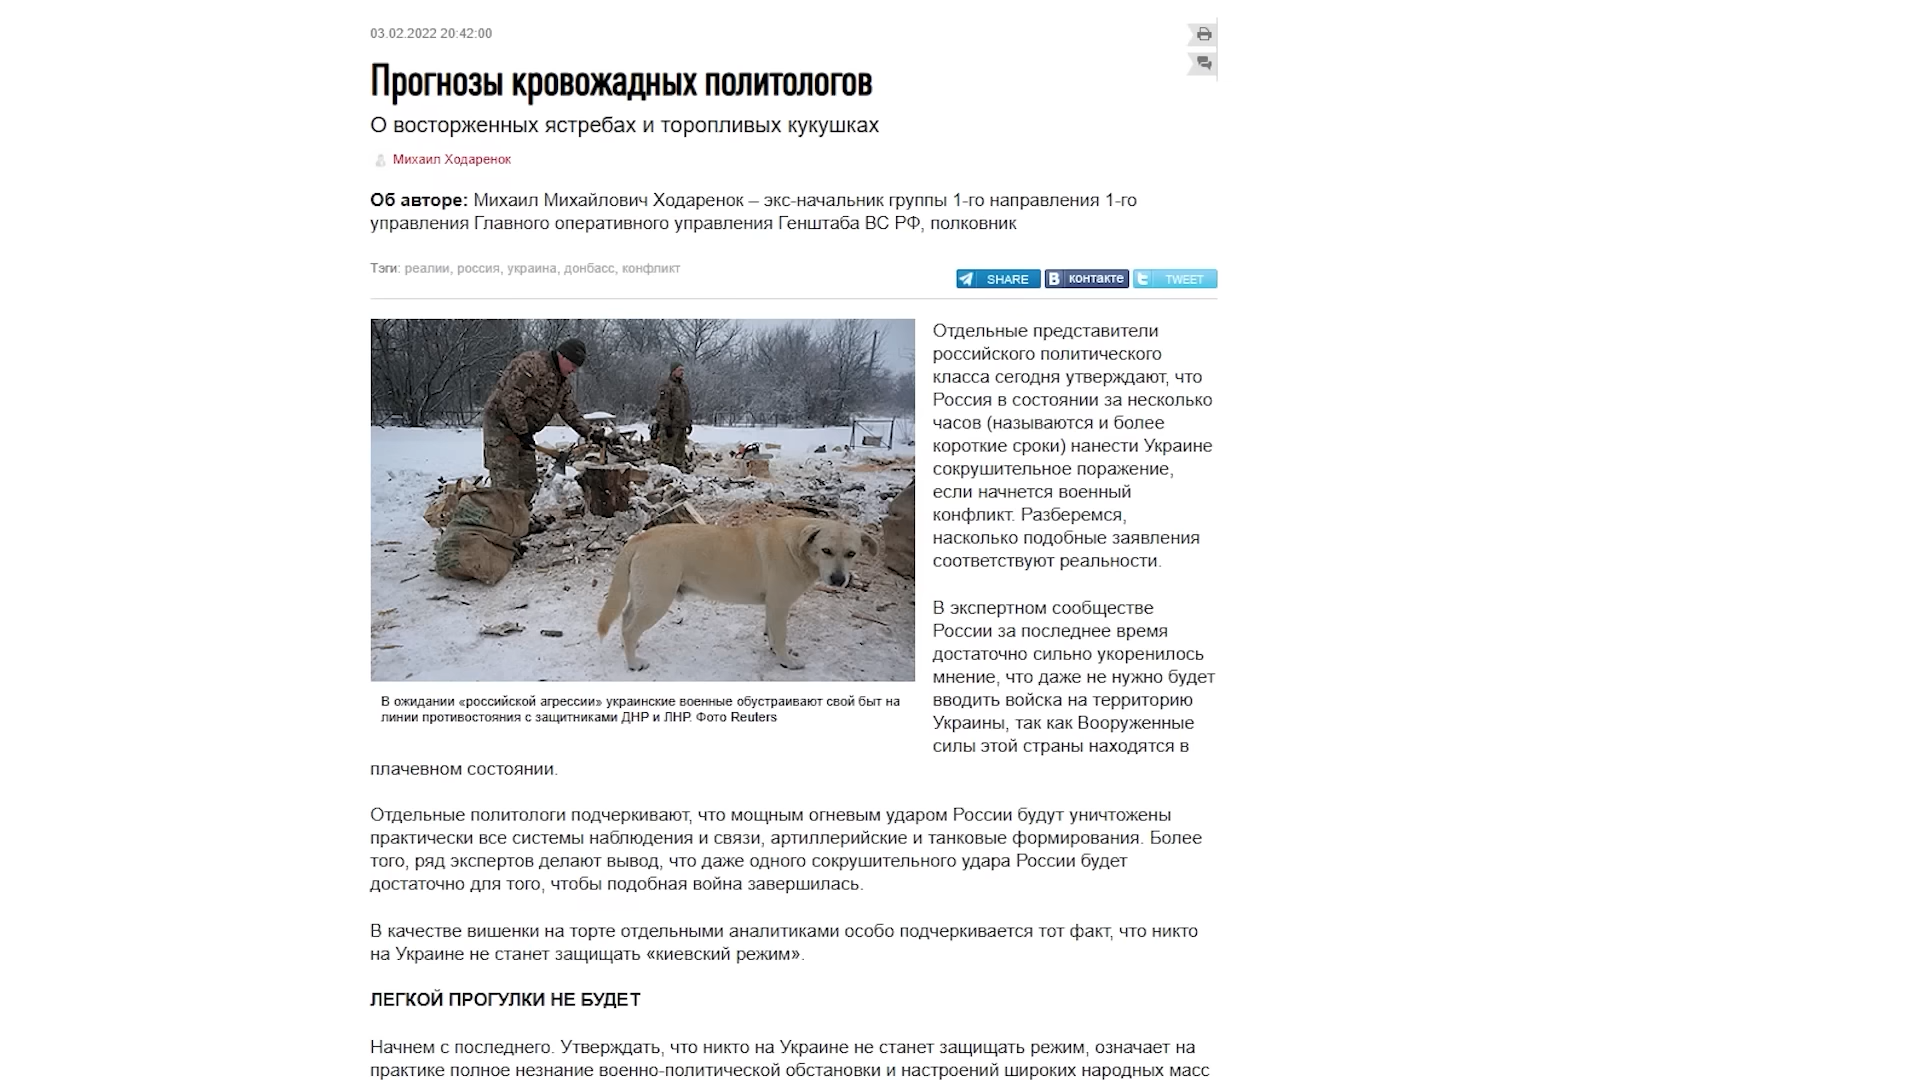 03.02.2022 20:42:00
Прогнозы кровожадных политологов
О восторженных ястребах и торопливых кукушках
Михаил Ходаренок
Об авторе: Михаил Михайлович Ходаренок – экс-начальник группы 1-го направления 1-го
управления Главного оперативного управления Генштаба ВС РФ, полковник
Тэги: реалии, россия, украина, донбасс, конфликт
SHARE
В контакте
t TWEET
Отдельные представители
российского политического
класса сегодня утверждают, что
Россия в состоянии за несколько
часов (называются и более
короткие сроки) нанести Украине
сокрушительное поражение,
если начнется военный
конфликт. Разберемся,
насколько подобные заявления
соответствуют реальности.
В экспертном сообществе
России за последнее время
достаточно сильно укоренилось
мнение, что даже не нужно будет
вводить войска на территорию
Украины, так как Вооруженные
силы этой страны находятся в
плачевном состоянии.
В ожидании «российской агрессии» украинские военные обустраивают свой быт на
линии противостояния с защитниками ДНР и ЛНР. Фото Reuters
Отдельные политологи подчеркивают, что мощным огневым ударом России будут уничтожены
практически все системы наблюдения и связи, артиллерийские и танковые формирования. Более
того, ряд экспертов делают вывод, что даже одного сокрушительного удара России будет
достаточно для того, чтобы подобная война завершилась.
В качестве вишенки на торте отдельными аналитиками особо подчеркивается тот факт, что никто
на Украине не станет защищать «киевский режим».
ЛЕГКОЙ ПРОГУЛКИ НЕ БУДЕТ
Начнем с последнего. Утверждать, что никто на Украине не станет защищать режим, означает на
практике полное незнание военно-политической обстановки и настроений широких народных масс